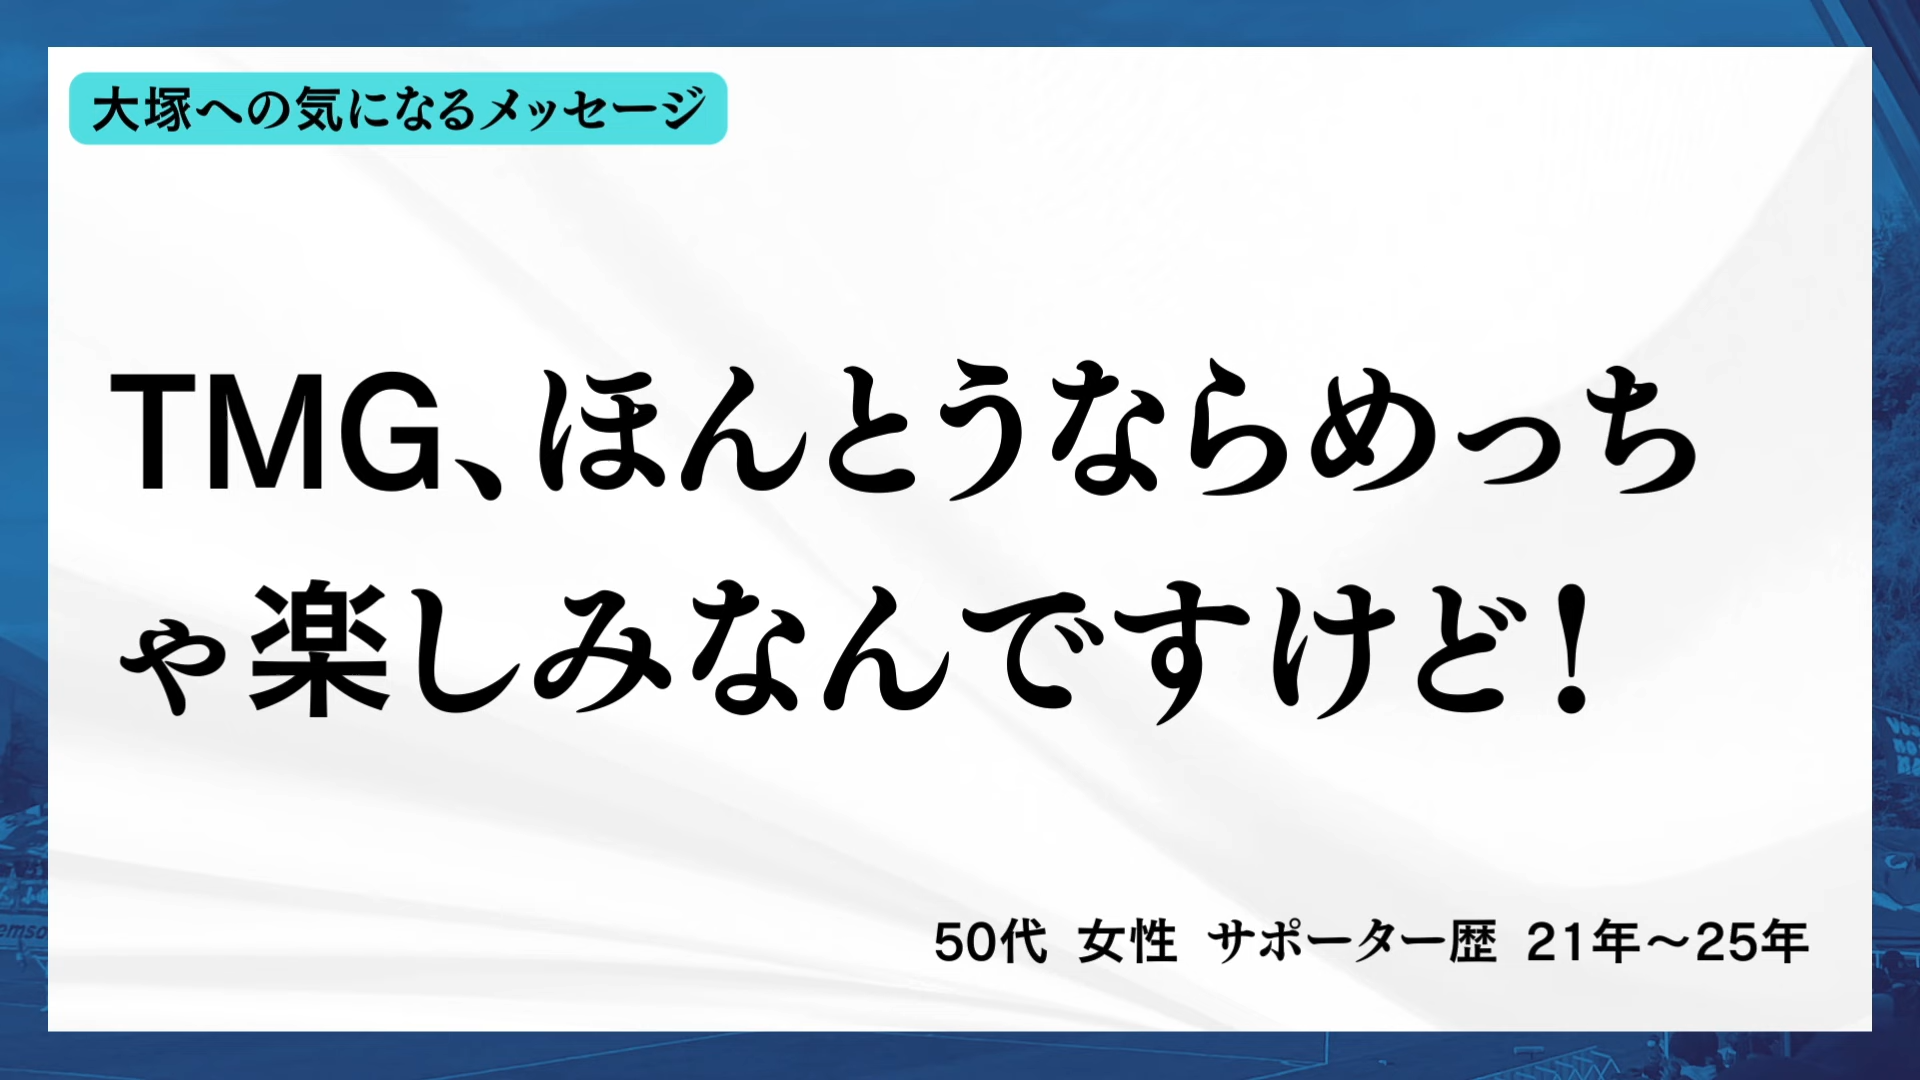 大塚への気になるメッセージ
TMG、ほんとうならめっち
ゃ楽しみなんですけど！
50代 女性 サポーター歴 21年～25年